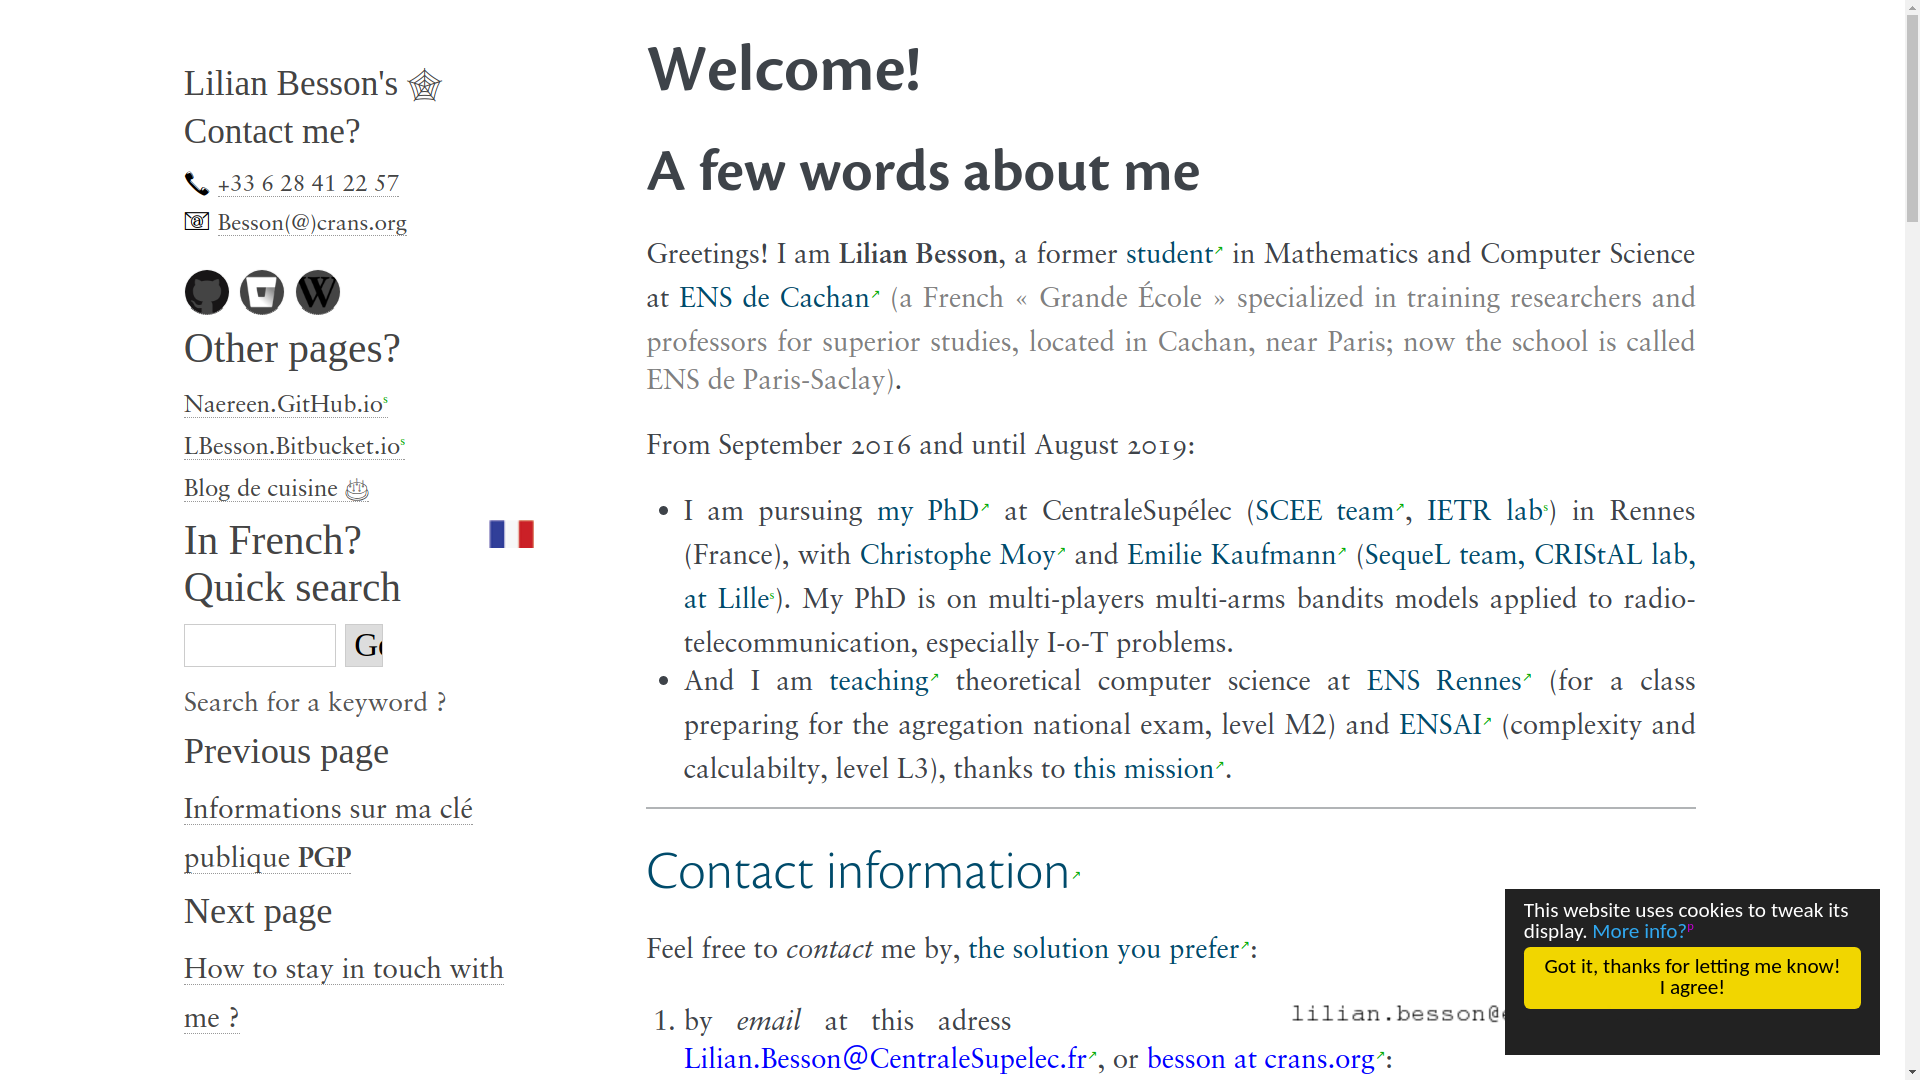 Lilian Besson's
Contact me?
+33 6 28 41 22 57
Besson(@)crans.org
Other pages?
Naereen.GitHub.io
LBesson.Bitbucket.io
Blog de cuisine
In French?
Quick search
Search for a keyword ?
Previous page
Informations sur ma clé
publique PGP
Next page
How to stay in touch with
me ?
Welcome!
A few words about me
Greetings! I am Lilian Besson, a former student in Mathematics and Computer Science
at ENS de Cachan (a French « Grande École » specialized in training researchers and
professors for superior studies, located in Cachan, near Paris; now the school is called
ENS de Paris-Saclay).
From September 2016 and until August 2019:
• I am pursuing my PhD at CentraleSupélec (SCEE team, IETR lab) in Rennes
(France), with Christophe Moy and Emilie Kaufmann (SequeL team, CRIStAL lab,
at Lille). My PhD is on multi-players multi-arms bandits models applied to radio-
telecommunication, especially I-o-T problems.
• And I am teaching theoretical computer science at ENS Rennes (for a class
preparing for the agregation national exam, level M2) and ENSAI (complexity and
calculabilty, level L3), thanks to this mission.
Contact information
Feel free to contact me by, the solution you prefer:
1. by email at this adress
Lilian.Besson@CentraleSupelec.fr, or besson at crans.org:
lilian.besson@
This website uses cookies to tweak its
display. More info?
Got it, thanks for letting me know!
I agree!